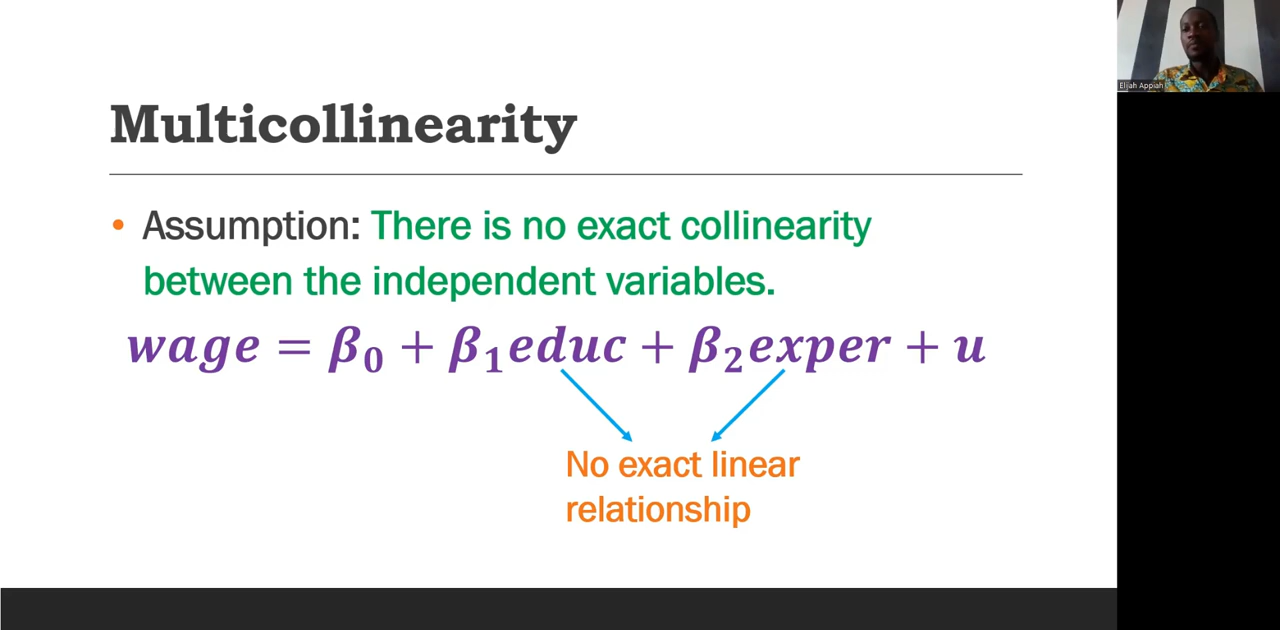 Multicollinearity
• Assumption: There is no exact collinearity
between the independent variables.
wage = β₀ + β₁educ + β₂exper + u
No exact linear
relationship
Elijah Appiah